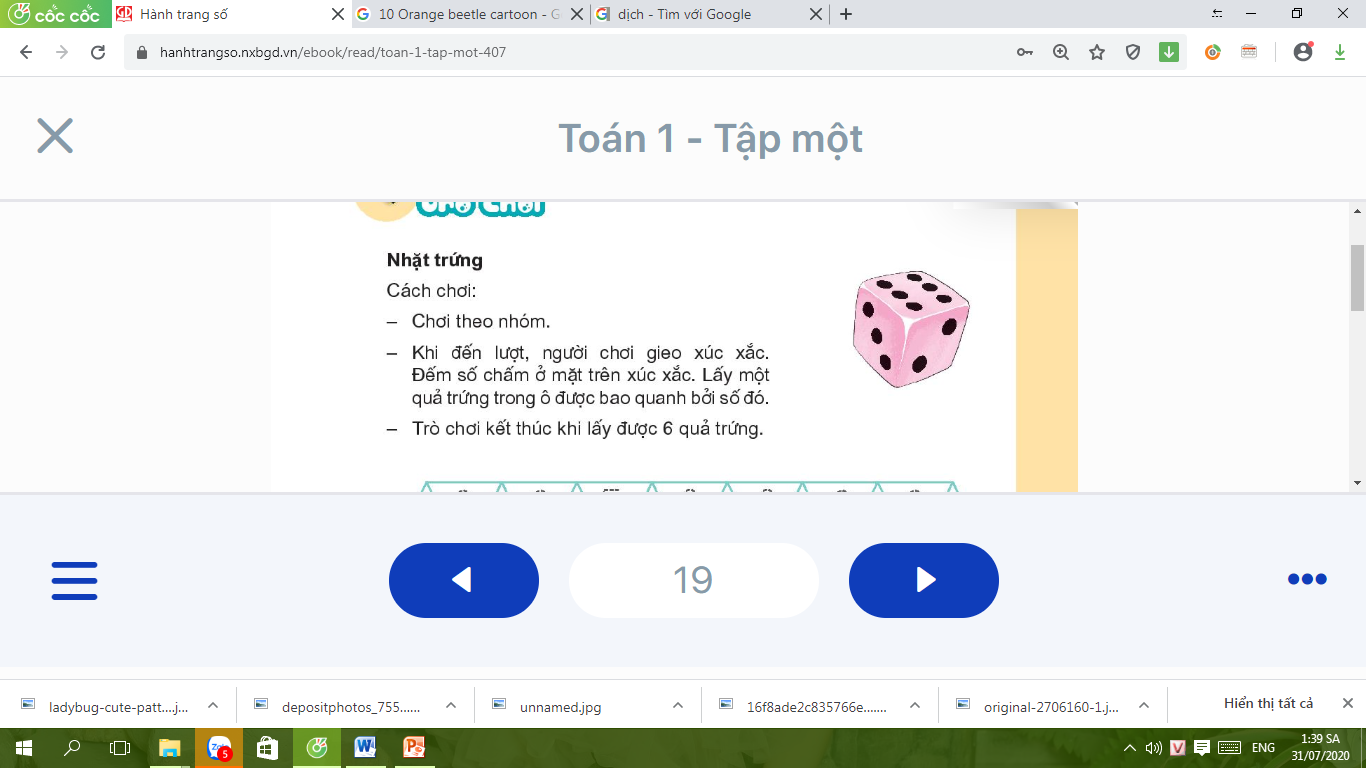 cốc cốc
Hành trang số
10 Orange beetle cartoon - G
dịch - Tìm với Google
hanhtrangso.nxbgd.vn/ebook/read/toan-1-tap-mot-407
Toán 1 - Tập một
Nhặt trứng
Cách chơi:
– Chơi theo nhóm.
– Khi đến lượt, người chơi gieo xúc xắc.
Đếm số chấm ở mặt trên xúc xắc. Lấy một
quả trứng trong ô được bao quanh bởi số đó.
– Trò chơi kết thúc khi lấy được 6 quả trứng.
19
ladybug-cute-patt....j...
depositphotos_755......
unnamed.jpg
16f8ade2c835766e.......
original-2706160-1.j...
Hiển thị tất cả
Zalo
5
ENG
1:39 SA
31/07/2020